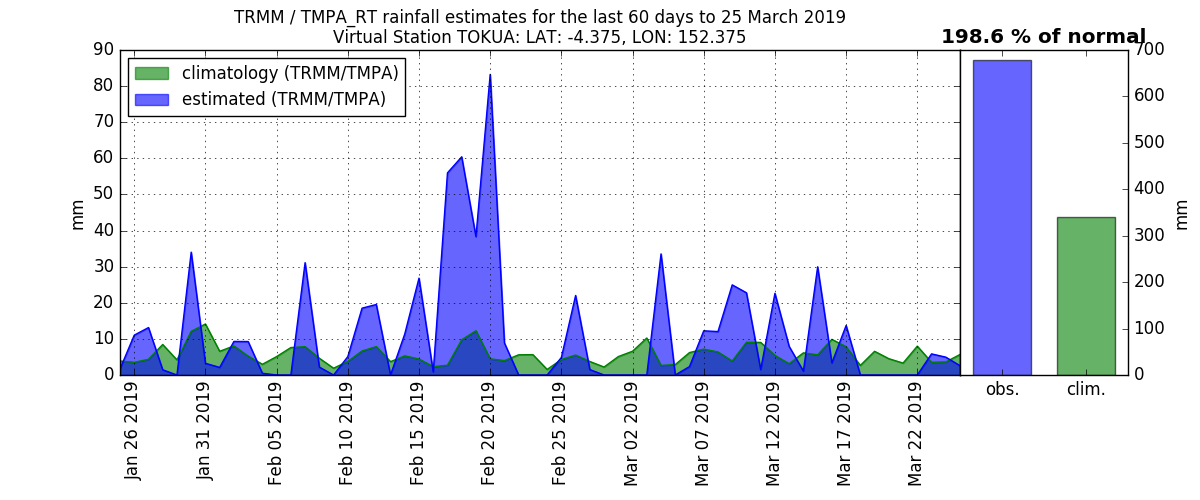 TRMM / TMPA_RT rainfall estimates for the last 60 days to 25 March 2019
Virtual Station TOKUA: LAT: -4.375, LON: 152.375
198.6 % of normal
climatology (TRMM/TMPA)
estimated (TRMM/TMPA)
mm
90
80
70
60
50
40
30
20
10
0
Jan 26 2019
Jan 31 2019
Feb 05 2019
Feb 10 2019
Feb 15 2019
Feb 20 2019
Feb 25 2019
Mar 02 2019
Mar 07 2019
Mar 12 2019
Mar 17 2019
Mar 22 2019
700
600
500
400
300
200
100
0
mm
obs.
clim.